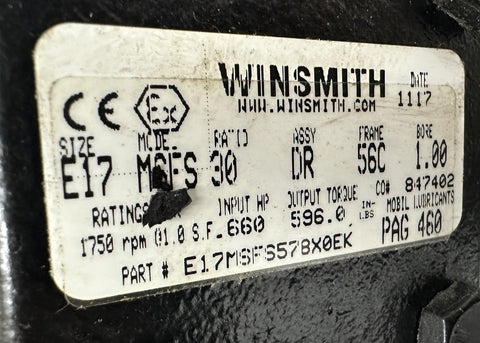 WINSMITH
WWW.WINSMITH.COM
DATE
1117
CE Ex
SIZE MODEL RATIO ASSY FRAME BORE
E17 MSFS 30 DR 56C 1.00
CO# 847402
RATINGS INPUT HP OUTPUT TORQUE IN-LBS MOBIL LUBRICANTS
1750 rpm @1.0 S.F. .660 596.0 PAG 460
PART # E17MSFS578X0EK